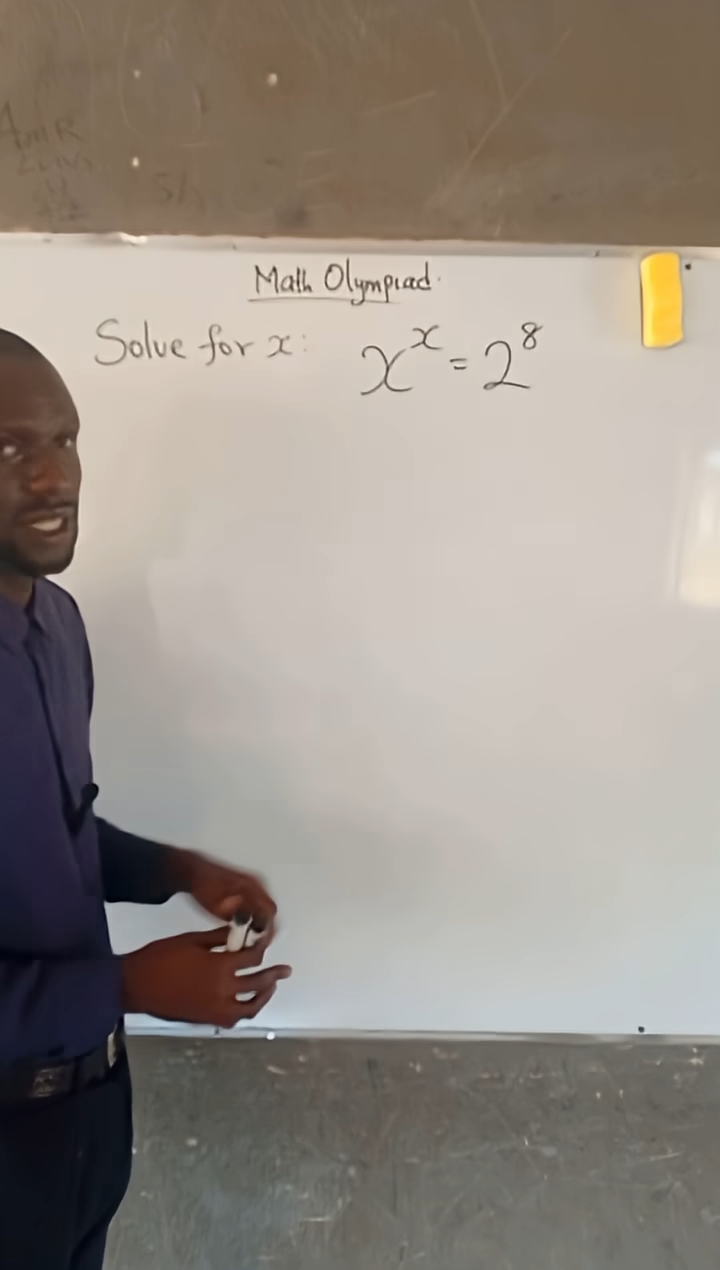 Math Olympiad.
Solve for x: x^x = 2^8